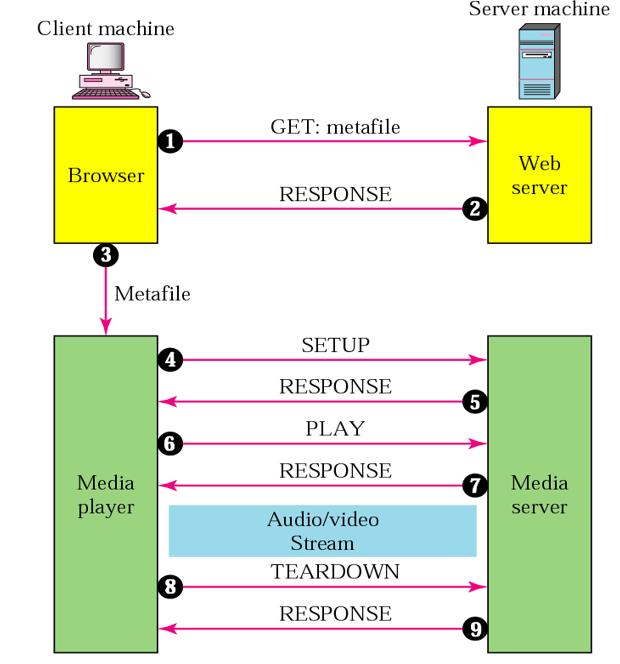 Server machine
Client machine
1
GET: metafile
Browser
Web
server
RESPONSE
2
3
Metafile
SETUP
4
RESPONSE
5
PLAY
6
RESPONSE
7
Media
player
Media
server
Audio/video
Stream
TEARDOWN
8
RESPONSE
9